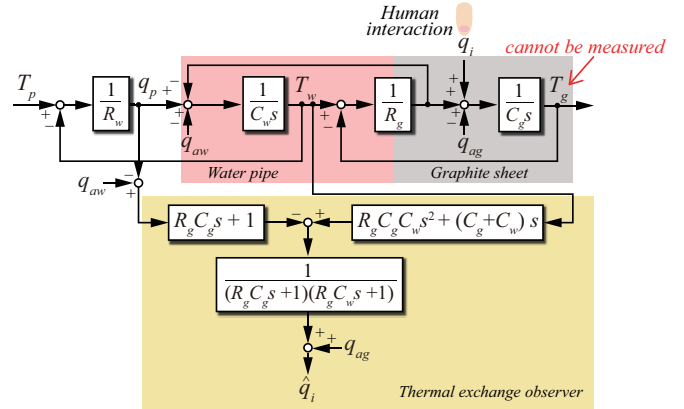 Human
interaction
q_i
cannot be measured
T_p
+
−
1
R_w
q_p
+
−
+
−
q_aw
1
C_w s
T_w
+
−
1
R_g
+
+
+
−
q_ag
1
C_g s
T_g
Water pipe
Graphite sheet
q_aw
−
+
R_g C_g s + 1
−
+
R_g C_g C_w s² + (C_g + C_w) s
1
(R_g C_g s +1)(R_g C_w s +1)
+
+
q_ag
q̂_i
Thermal exchange observer